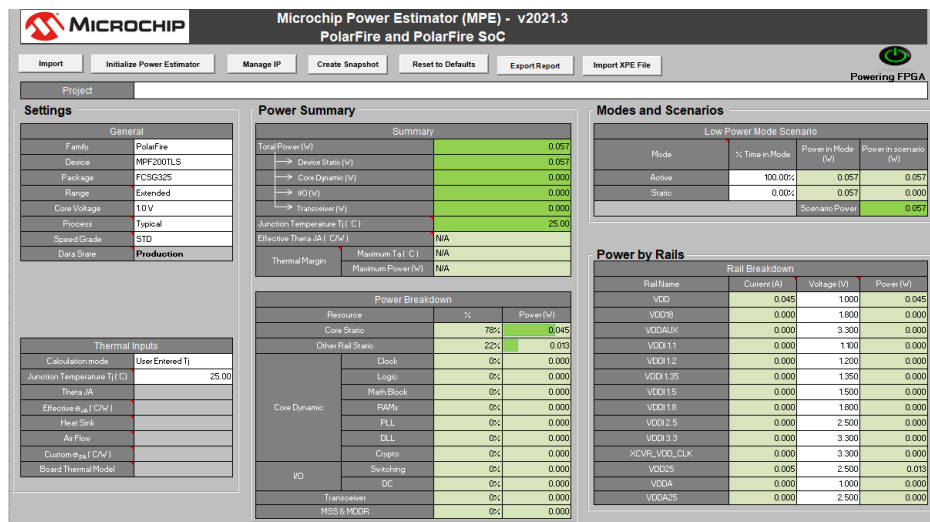 MICROCHIP
Microchip Power Estimator (MPE) - v2021.3
PolarFire and PolarFire SoC
Import
Initialize Power Estimator
Manage IP
Create Snapshot
Reset to Defaults
Export Report
Import XPE File
Powering FPGA
Project
Settings
General
Family PolarFire
Device MPF200TLS
Package FCSG325
Range Extended
Core Voltage 1.0 V
Process Typical
Speed Grade STD
Data State Production
Thermal Inputs
Calculation mode User Entered Tj
Junction Temperature Tj(˚C) 25.00
Theta JA
Effective ΘJA (˚C/W)
Heat Sink
Air Flow
Custom ΘSA (˚C/W)
Board Thermal Model
Power Summary
Summary
Total Power (W) 0.057
Device Static (W) 0.057
Core Dynamic (W) 0.000
I/O (W) 0.000
Transceiver (W) 0.000
Junction Temperature Tj(˚C) 25.00
Effective Theta JA (˚C/W) N/A
Thermal Margin
Maximum Ta (˚C) N/A
Maximum Power (W) N/A
Power Breakdown
Resource % Power (W)
Core Static 78% 0.045
Other Rail Static 22% 0.013
Core Dynamic
Clock 0% 0.000
Logic 0% 0.000
Math Block 0% 0.000
RAMs 0% 0.000
PLL 0% 0.000
DLL 0% 0.000
Crypto 0% 0.000
I/O
Switching 0% 0.000
DC 0% 0.000
Transceiver 0% 0.000
MSS & MDDR 0% 0.000
Modes and Scenarios
Low Power Mode Scenario
Mode % Time in Mode Power in Mode (W) Power in scenario (W)
Active 100.00% 0.057 0.057
Static 0.00% 0.057 0.000
Scenario Power 0.057
Power by Rails
Rail Breakdown
Rail Name Current (A) Voltage (V) Power (W)
VDD 0.045 1.000 0.045
VDD18 0.000 1.800 0.000
VDDAUX 0.000 3.300 0.000
VDDI 1.1 0.000 1.100 0.000
VDDI 1.2 0.000 1.200 0.000
VDDI 1.35 0.000 1.350 0.000
VDDI 1.5 0.000 1.500 0.000
VDDI 1.8 0.000 1.800 0.000
VDDI 2.5 0.000 2.500 0.000
VDDI 3.3 0.000 3.300 0.000
XCVR_VDD_CLK 0.000 3.300 0.000
VDD25 0.005 2.500 0.013
VDDA 0.000 1.000 0.000
VDDA25 0.000 2.500 0.000